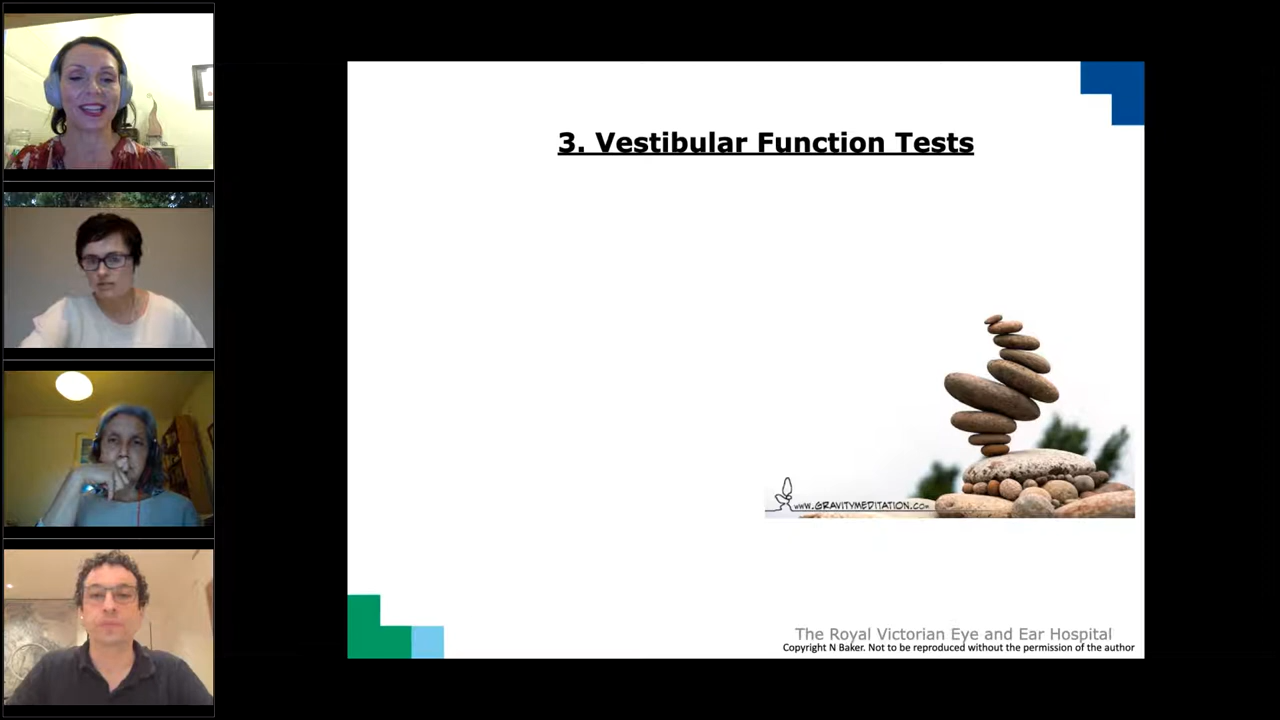 3. Vestibular Function Tests
WWW.GRAVITYMEDITATION.COM
The Royal Victorian Eye and Ear Hospital
Copyright N Baker. Not to be reproduced without the permission of the author